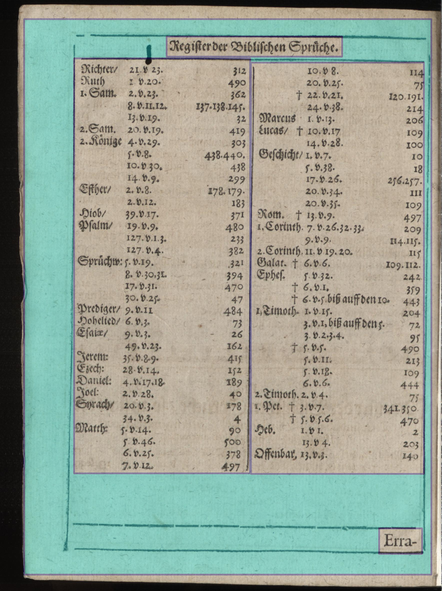 Register der Biblischen Sprüche.
Richter/ 21. v 23. 312
Ruth 2. v.20. 490
1. Sam. 2. v.23. 362
8. v.11.12. 137.138.145.
13. v.19. 32
2. Sam. 20. v.19. 419
2. Könige 4. v.29. 303
5. v.8. 438.440.
10. v.30. 438
14. v.9. 299
Esther/ 2. v.8. 178.179.
2. v.12. 183
Hiob/ 39. v.17. 371
Psalm/ 19. v.9. 480
127. v.1.3. 233
127. v.4. 382
Sprüchw: 5. v.19. 321
8. v.30.31. 394
17. v.31. 470
30. v.25. 47
Prediger/ 9. v.11 484
Hohelied/ 6. v.3. 73
Esaiæ/ 9. v.3. 26
49. v.23. 162
Jerem: 35. v.8.9. 415
Ezech: 28. v.14. 152
Daniel: 4. v.17.18. 189
Joel: 2. v.28. 40
Syrach/ 20. v.3. 178
34. v.3. 4
Matth: 5. v.14. 90
5. v.46. 500
6. v.25. 378
7. v.12. 497
10. v 8. 114
20. v.25. 75
† 22. v.21. 120.191.
24. v.38. 214
Marcus 1. v.13. 206
Lucas/ † 10. v.17 109
14. v.28. 100
Geschicht/ 1. v.7. 10
5. v.38. 18
17. v.26. 256.257.
20. v.34. 111
20. v.35. 109
Rom. † 13. v.9. 497
1. Corinth. 7. v.26.32.33. 209
9. v.9. 114.115.
2. Corinth. 11. v.19.20. 115
Galat. † 6. v.6. 109.112.
Ephes. 5. v.32. 242
† 6. v.1. 359
† 6. v.5. biß auff den 10. 443
1. Timoth. 1. v.15. 204
3. v.1. biß auff den 5. 72
3. v.2.3.4. 95
† 5. v.5. 490
5. v.11. 213
5. v.18. 109
6. v.6. 444
2. Timoth. 2. v.4. 75
1. Pet. † 3. v.7. 341.350.
† 5. v.5.6. 470
Heb. 1. v.1. 2
13. v.4. 203
Offenbar, 13. v.3. 140
Erra-